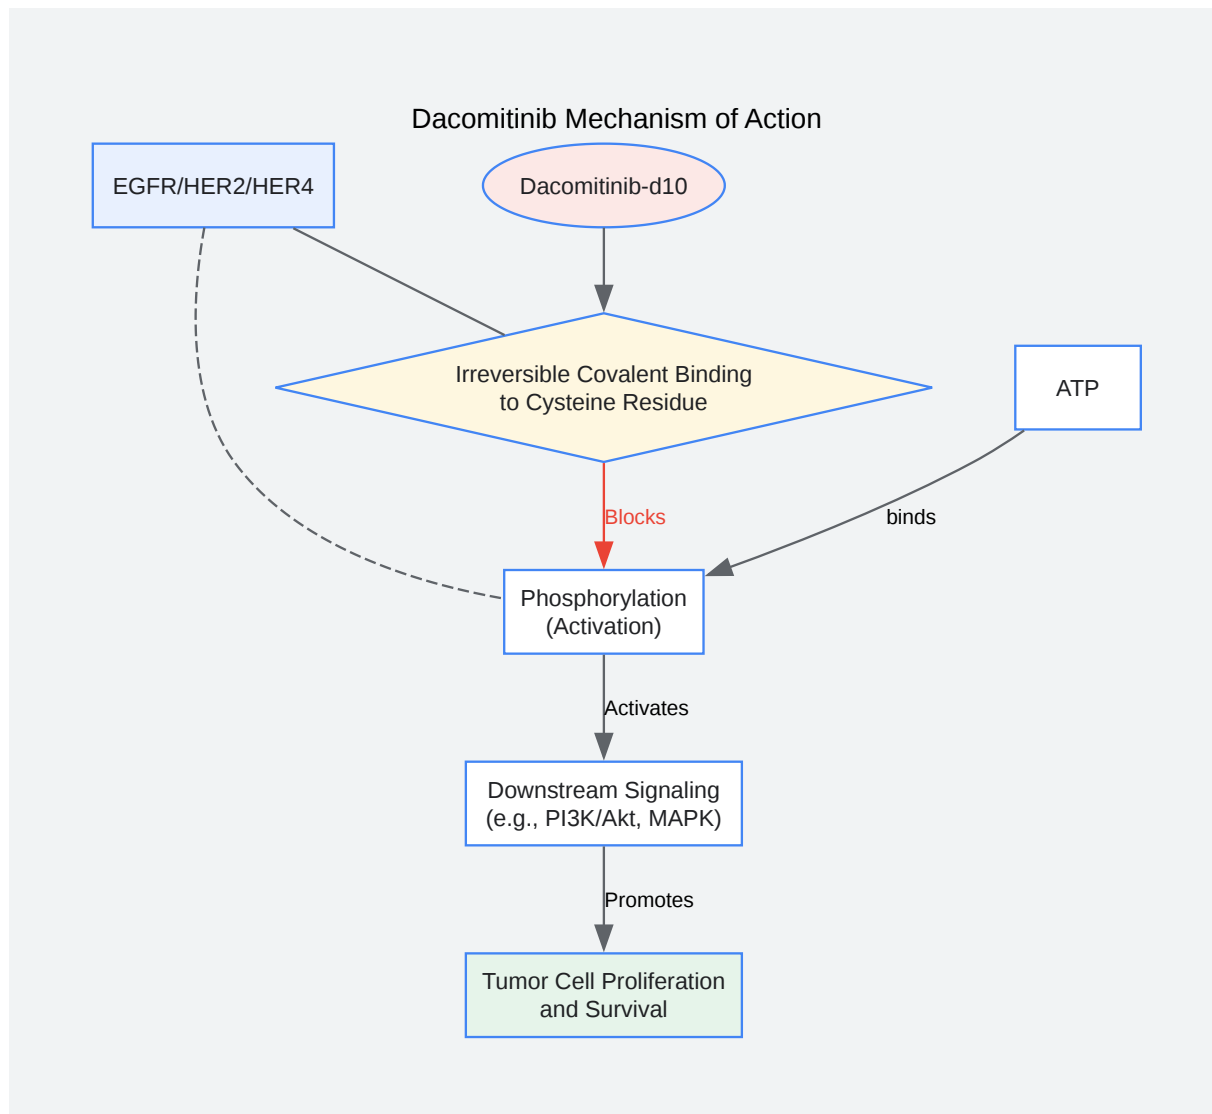 Dacomitinib Mechanism of Action
EGFR/HER2/HER4
Dacomitinib-d10
Irreversible Covalent Binding
to Cysteine Residue
ATP
Blocks
binds
Phosphorylation
(Activation)
Activates
Downstream Signaling
(e.g., PI3K/Akt, MAPK)
Promotes
Tumor Cell Proliferation
and Survival